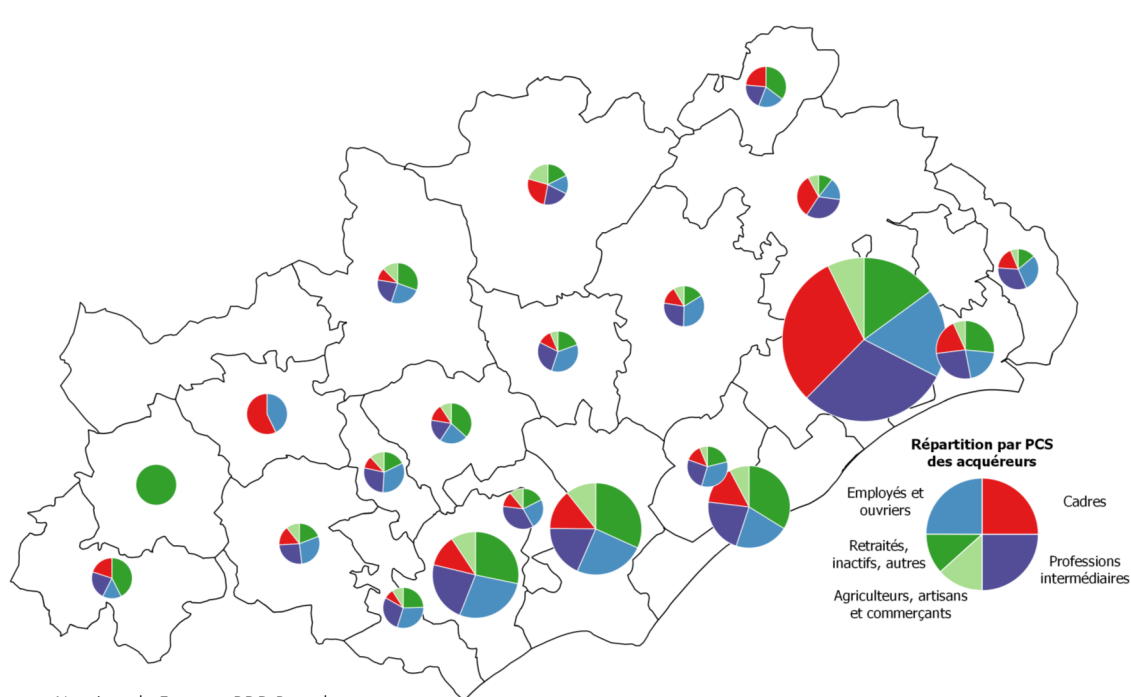 Répartition par PCS
des acquéreurs
Employés et
ouvriers
Cadres
Retraités,
inactifs, autres
Professions
intermédiaires
Agriculteurs, artisans
et commerçants